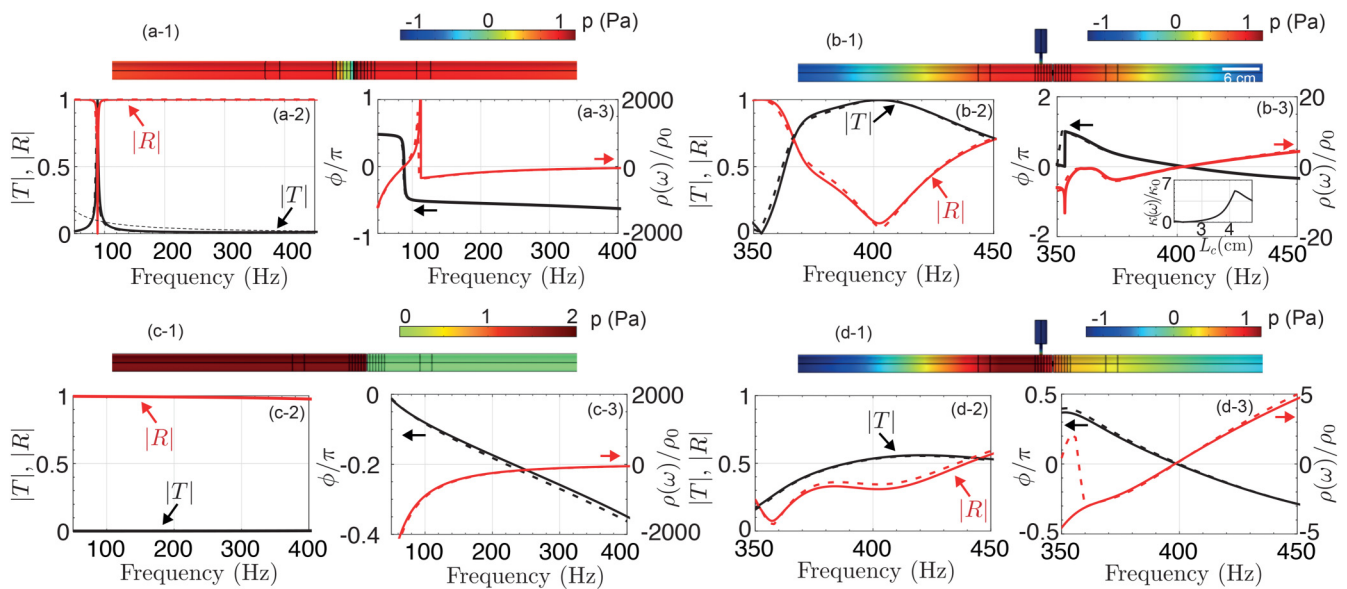 (a-1)
-1 0 1 p (Pa)
(a-2)
|T|, |R|
1
0.5
0
|R|
|T|
100 200 300 400
Frequency (Hz)
(a-3)
ϕ/π
1
0
-1
2000
0
-2000
ρ(ω)/ρ0
100 200 300 400
Frequency (Hz)
(b-1)
-1 0 1 p (Pa)
6 cm
(b-2)
|T|, |R|
1
0.5
0
|T|
|R|
350 400 450
Frequency (Hz)
(b-3)
ϕ/π
2
0
-2
20
0
-20
ρ(ω)/ρ0
κ(ω)/κ0
7
0
3 4
Lc(cm)
350 400 450
Frequency (Hz)
(c-1)
0 1 2 p (Pa)
(c-2)
|T|, |R|
1
0.5
0
|R|
|T|
100 200 300 400
Frequency (Hz)
(c-3)
ϕ/π
0
-0.2
-0.4
2000
0
-2000
ρ(ω)/ρ0
100 200 300 400
Frequency (Hz)
(d-1)
-1 0 1 p (Pa)
(d-2)
|T|, |R|
1
0.5
0
|T|
|R|
350 400 450
Frequency (Hz)
(d-3)
ϕ/π
0.5
0
-0.5
5
0
-5
ρ(ω)/ρ0
350 400 450
Frequency (Hz)